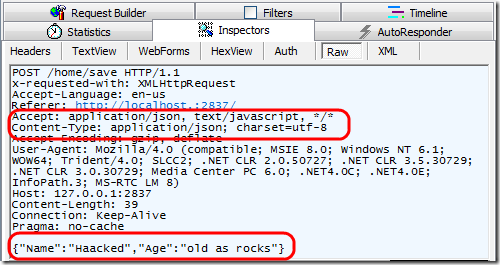 Request Builder Filters Timeline
Statistics Inspectors AutoResponder
Headers TextView WebForms HexView Auth Raw XML
POST /home/save HTTP/1.1
x-requested-with: XMLHttpRequest
Accept-Language: en-us
Referer: http://localhost.:2837/
Accept: application/json, text/javascript, */*
Content-Type: application/json; charset=utf-8
Accept-Encoding: gzip, deflate
User-Agent: Mozilla/4.0 (compatible; MSIE 8.0; Windows NT 6.1;
WOW64; Trident/4.0; SLCC2; .NET CLR 2.0.50727; .NET CLR 3.5.30729;
.NET CLR 3.0.30729; Media Center PC 6.0; .NET4.0C; .NET4.0E;
InfoPath.3; MS-RTC LM 8)
Host: 127.0.0.1:2837
Content-Length: 39
Connection: Keep-Alive
Pragma: no-cache
{"Name":"Haacked","Age":"old as rocks"}